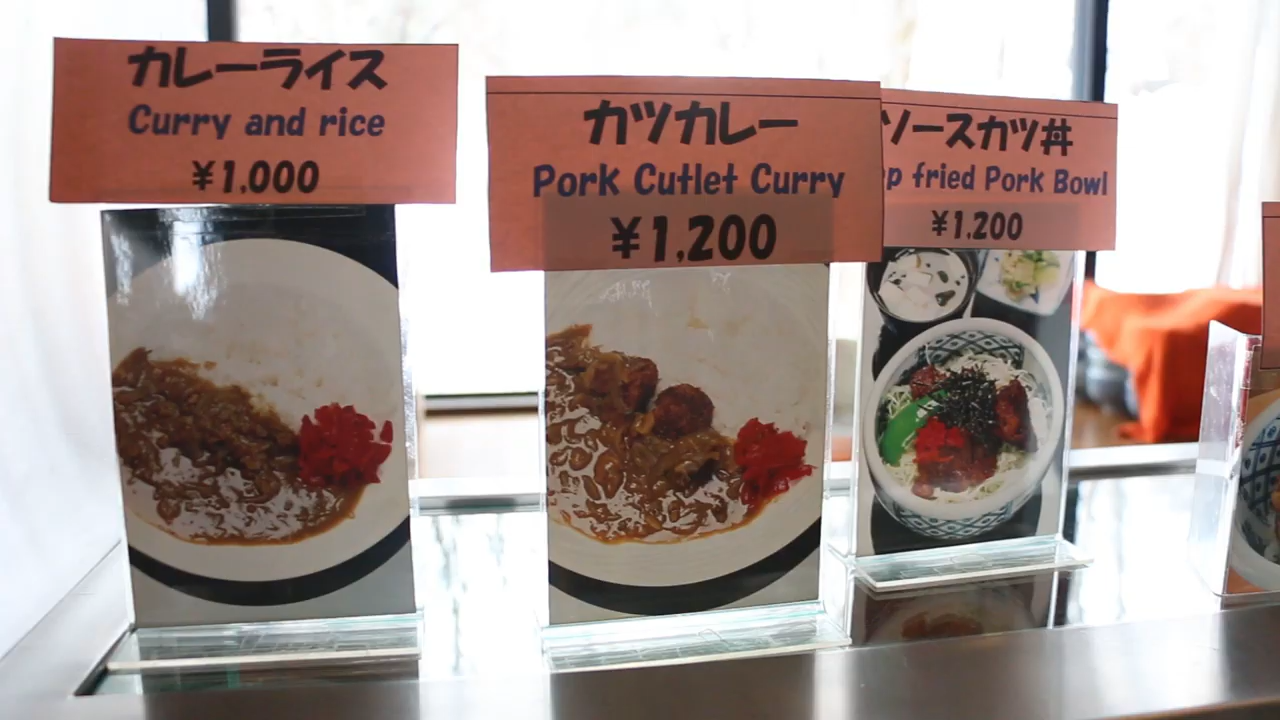 カレーライス
Curry and rice
¥1,000
カツカレー
Pork Cutlet Curry
¥1,200
ソースカツ丼
fried Pork Bowl
¥1,200